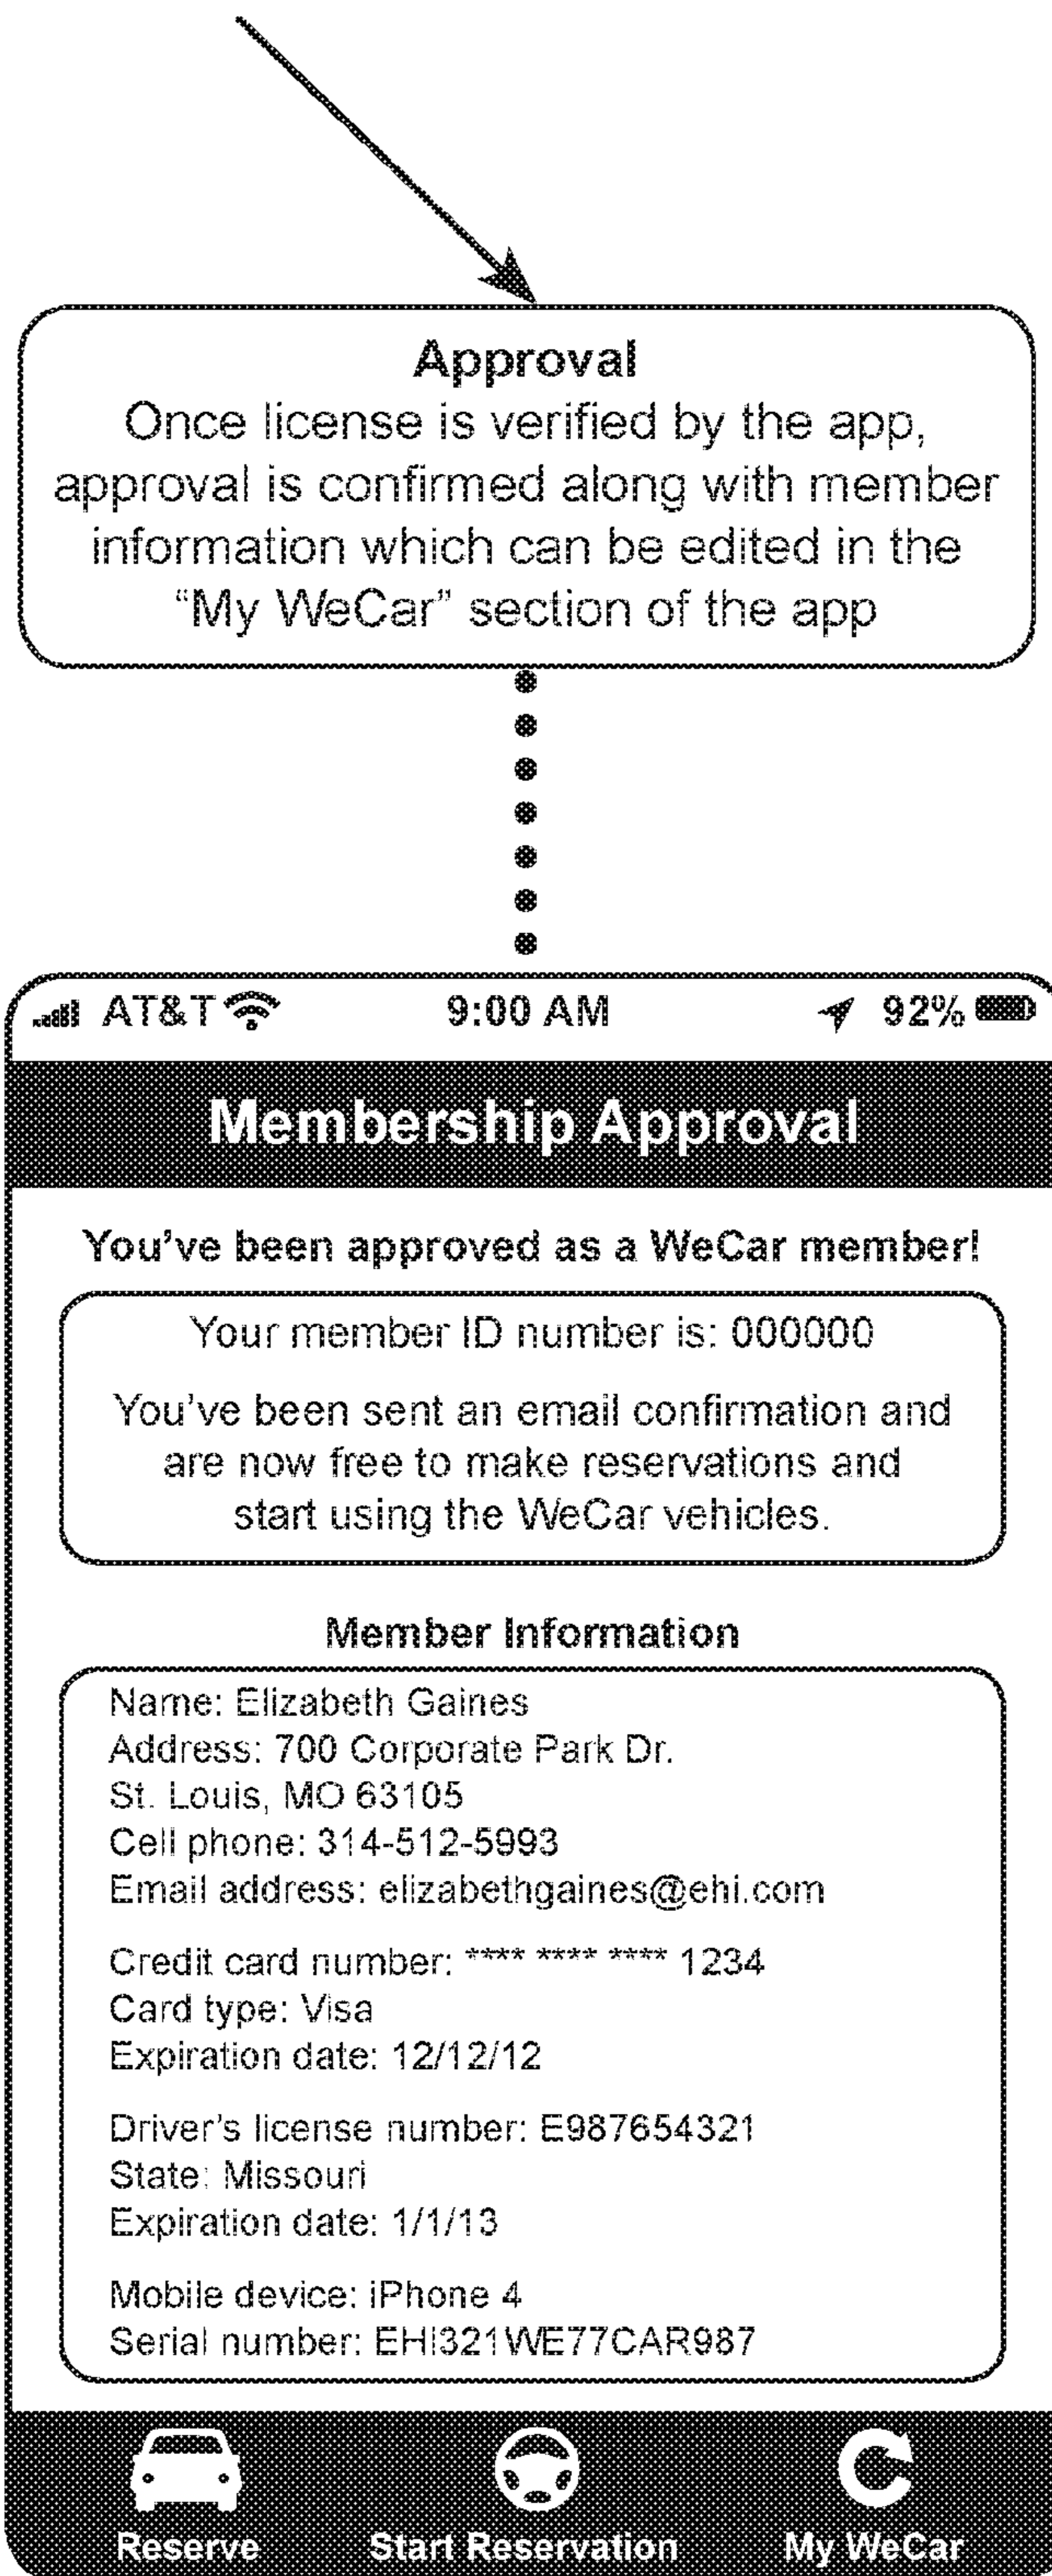 Approval
Once license is verified by the app,
approval is confirmed along with member
information which can be edited in the
“My WeCar” section of the app
AT&T 9:00 AM 92%
Membership Approval
You’ve been approved as a WeCar member!
Your member ID number is: 000000
You’ve been sent an email confirmation and
are now free to make reservations and
start using the WeCar vehicles.
Member Information
Name: Elizabeth Gaines
Address: 700 Corporate Park Dr.
St. Louis, MO 63105
Cell phone: 314-512-5993
Email address: elizabethgaines@ehi.com
Credit card number: **** **** **** 1234
Card type: Visa
Expiration date: 12/12/12
Driver’s license number: E987654321
State: Missouri
Expiration date: 1/1/13
Mobile device: iPhone 4
Serial number: EHI321WE77CAR987
Reserve Start Reservation My WeCar